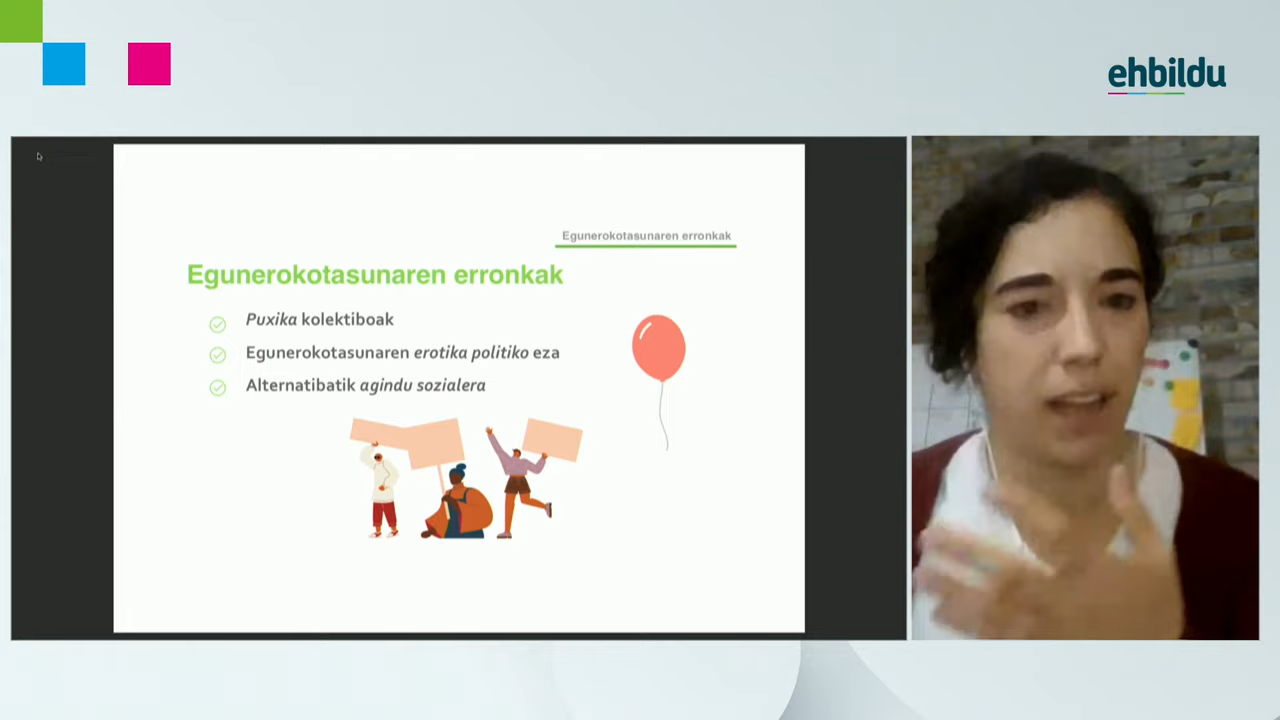 ehbildu
Egunerokotasunaren erronkak
Egunerokotasunaren erronkak
Puxika kolektiboak
Egunerokotasunaren erotika politiko eza
Alternatibatik agindu sozialera